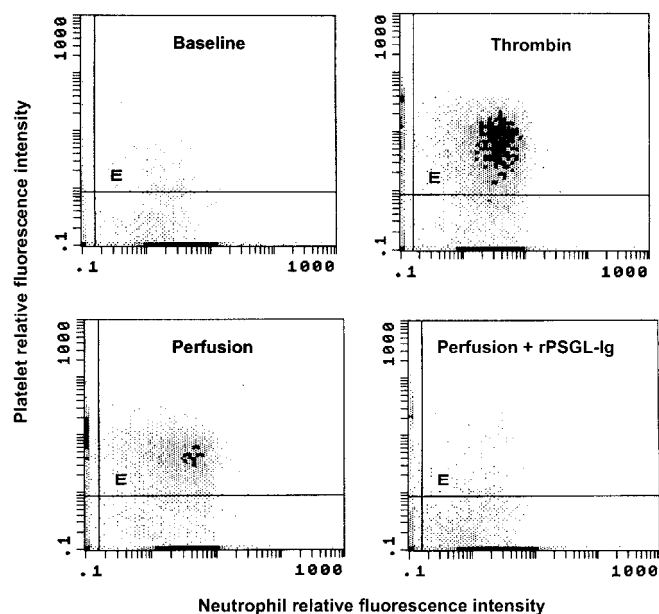 Baseline
Thrombin
1000
1000
E
E
.1
.1
.1
1000
.1
1000
Platelet relative fluorescence intensity
Perfusion
Perfusion + rPSGL-Ig
1000
1000
E
E
.1
.1
.1
1000
.1
1000
Neutrophil relative fluorescence intensity